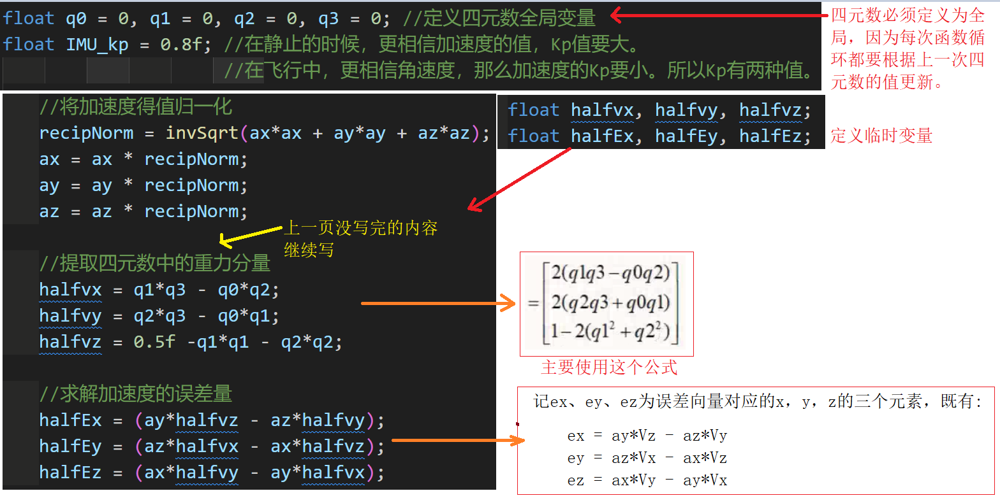 float q0 = 0, q1 = 0, q2 = 0, q3 = 0; //定义四元数全局变量
float IMU_kp = 0.8f; //在静止的时候，更相信加速度的值，Kp值要大。
//在飞行中，更相信角速度，那么加速度的Kp要小。所以Kp有两种值。
四元数必须定义为全
局，因为每次函数循
环都要根据上一次四
元数的值更新。
//将加速度得值归一化
recipNorm = invSqrt(ax*ax + ay*ay + az*az);
ax = ax * recipNorm;
ay = ay * recipNorm;
az = az * recipNorm;
float halfvx, halfvy, halfvz;
float halfEx, halfEy, halfEz;
定义临时变量
上一页没写完的内容
继续写
//提取四元数中的重力分量
halfvx = q1*q3 - q0*q2;
halfvy = q2*q3 - q0*q1;
halfvz = 0.5f -q1*q1 - q2*q2;
2(q1q3-q0q2)
= 2(q2q3+q0q1)
1-2(q1²+q2²)
主要使用这个公式
//求解加速度的误差量
halfEx = (ay*halfvz - az*halfvy);
halfEy = (az*halfvx - ax*halfvz);
halfEz = (ax*halfvy - ay*halfvx);
记ex、ey、ez为误差向量对应的x，y，z的三个元素，既有:
ex = ay*Vz - az*Vy
ey = az*Vx - ax*Vz
ez = ax*Vy - ay*Vx